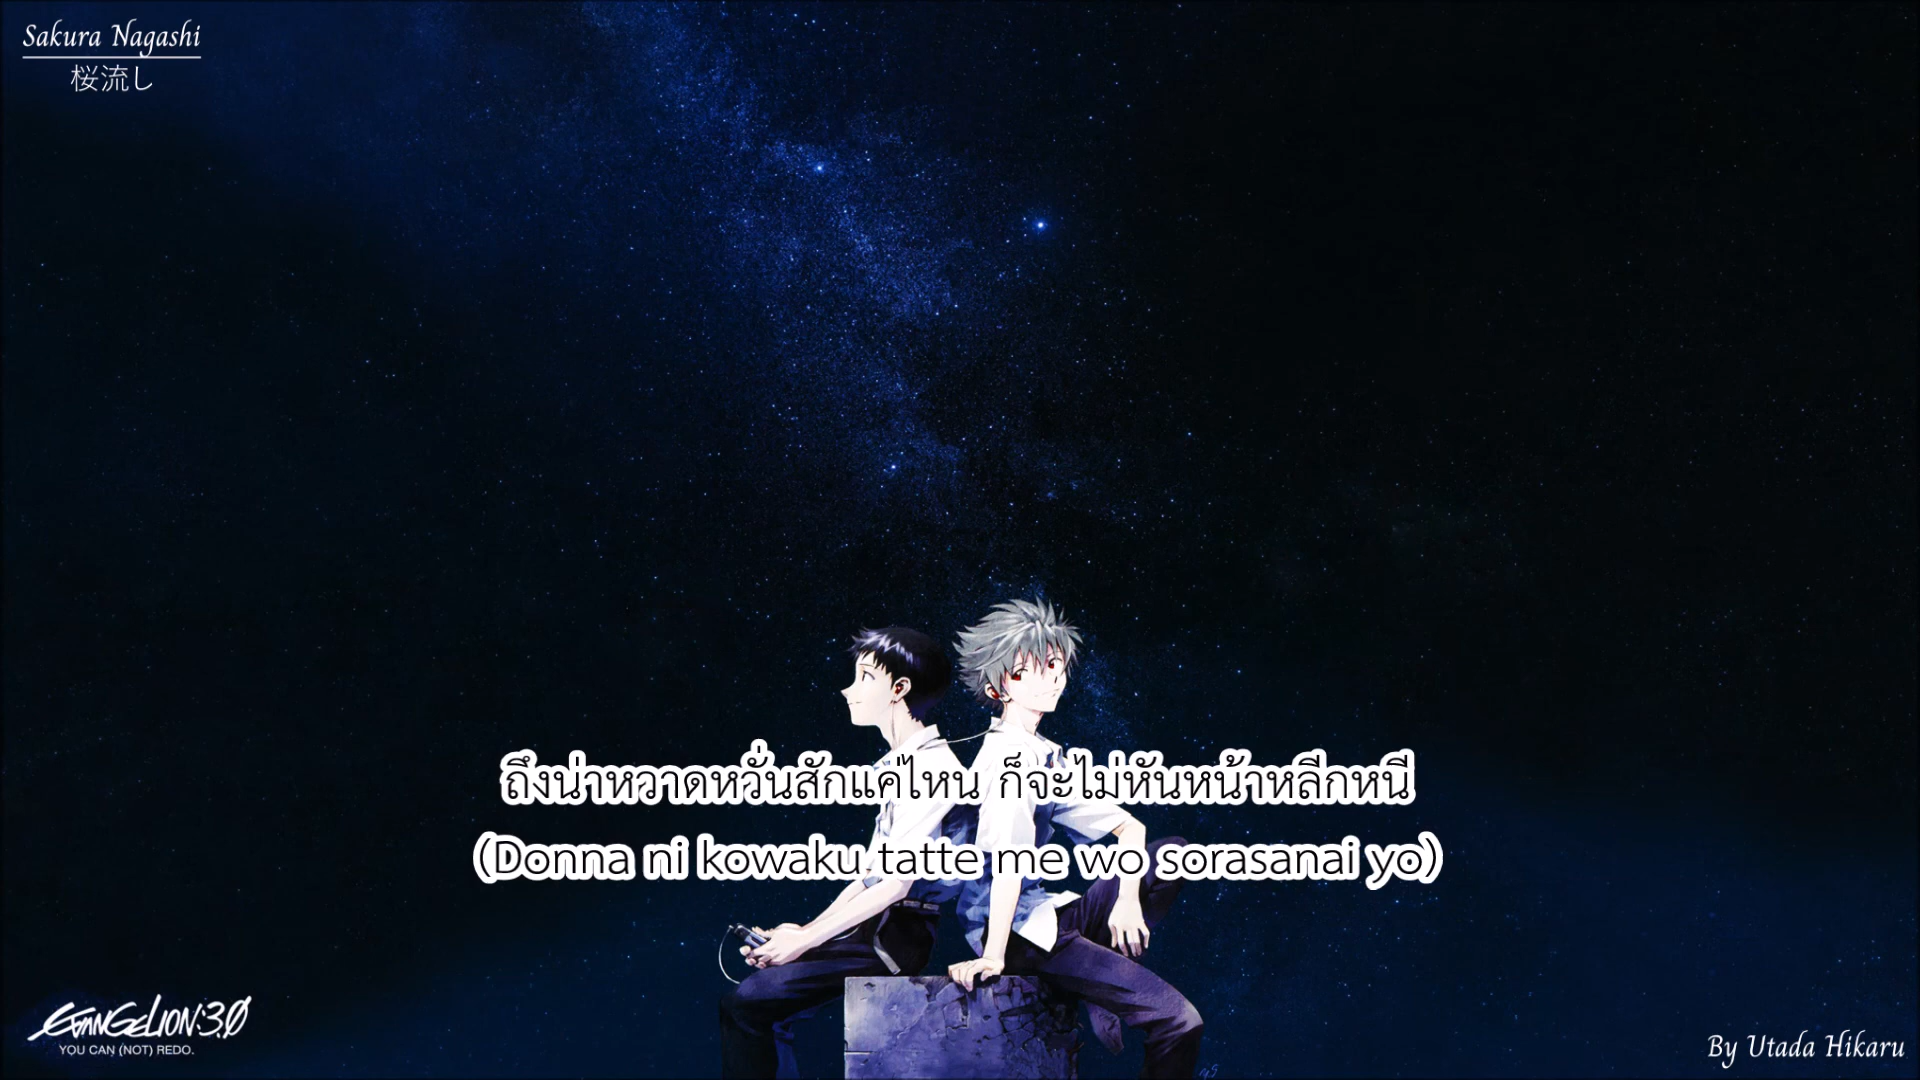 Sakura Nagashi
桜流し
ถึงน่าหวาดหวั่นสักแค่ไหน ก็จะไม่หันหน้าหลีกหนี
(Donna ni kowaku tatte me wo sorasanai yo)
EVANGELION:3.0
YOU CAN (NOT) REDO.
By Utada Hikaru